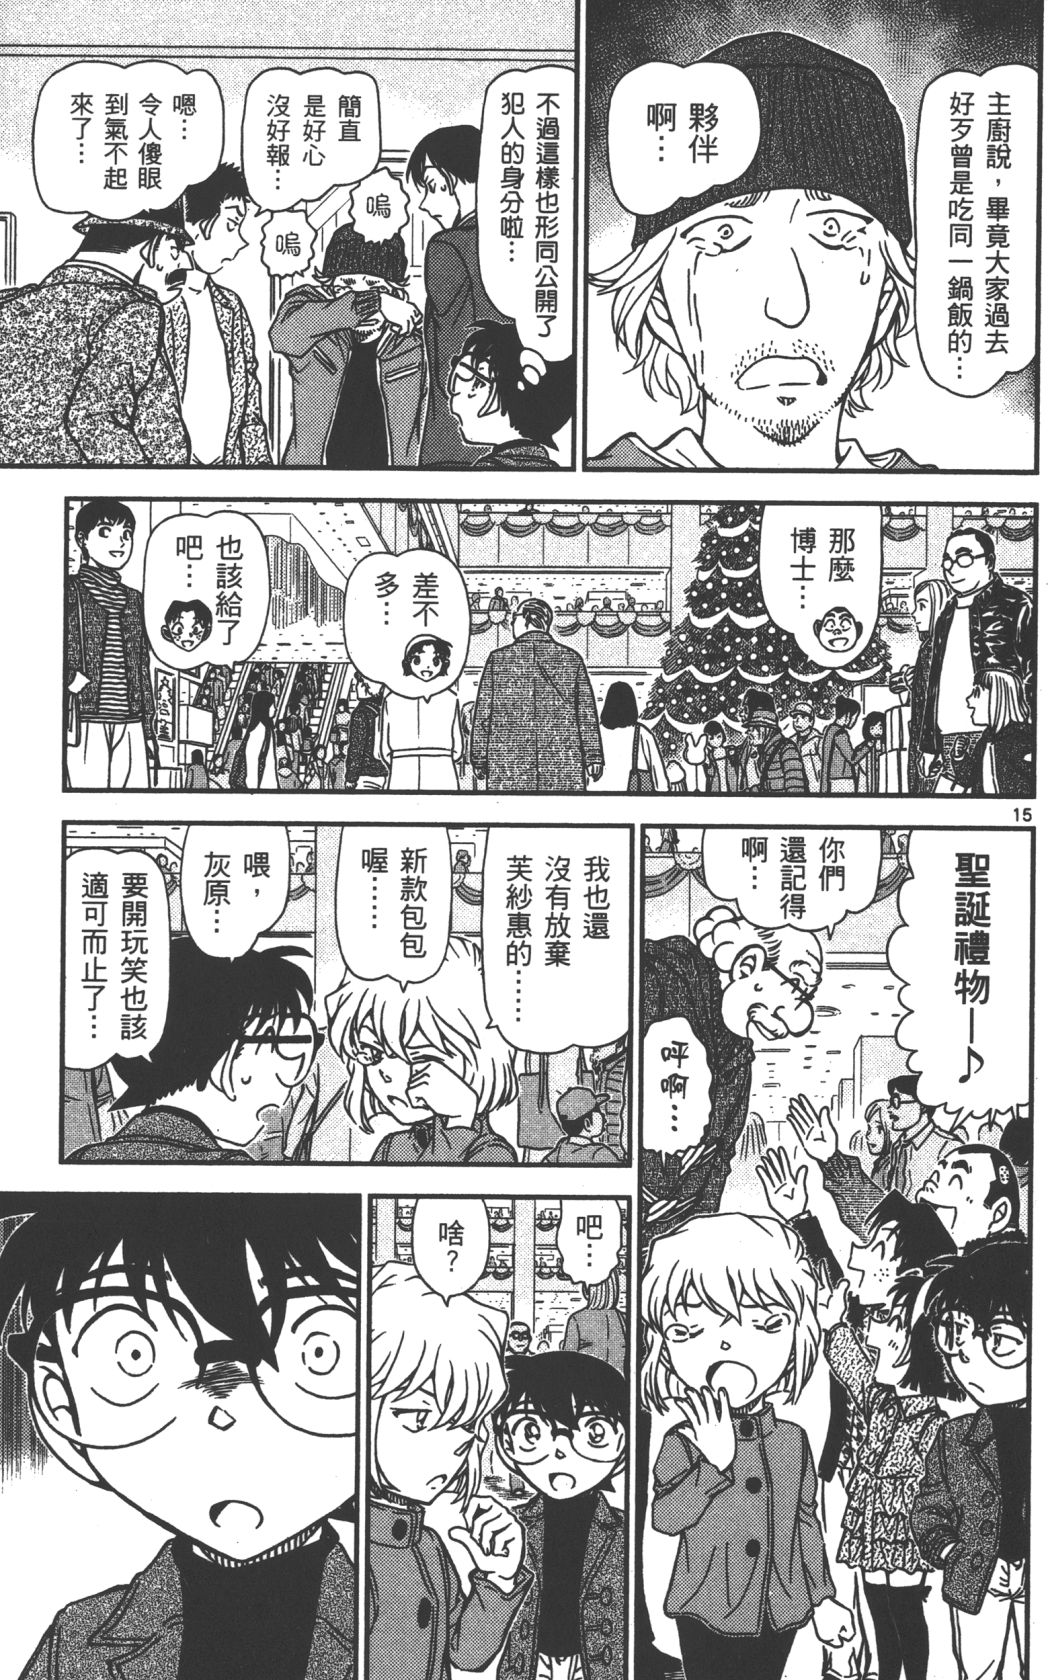 主廚說，畢竟大家過去
好歹曾是吃同一鍋飯的…
夥伴
啊…
不過這樣也形同公開了
犯人的身分啦…
嗚
嗚
簡直
是好心
沒好報…
嗯…
令人傻眼
到氣不起
來了…
那麼
博士…
差不
多…
也該給了
吧…
15
聖誕禮物—♪
你們
還記得
啊…
呼啊…
我也還
沒有放棄
芙紗惠的……
新款包包
喔……
喂，
灰原…
要開玩笑也該
適可而止了…
吧…
啥？